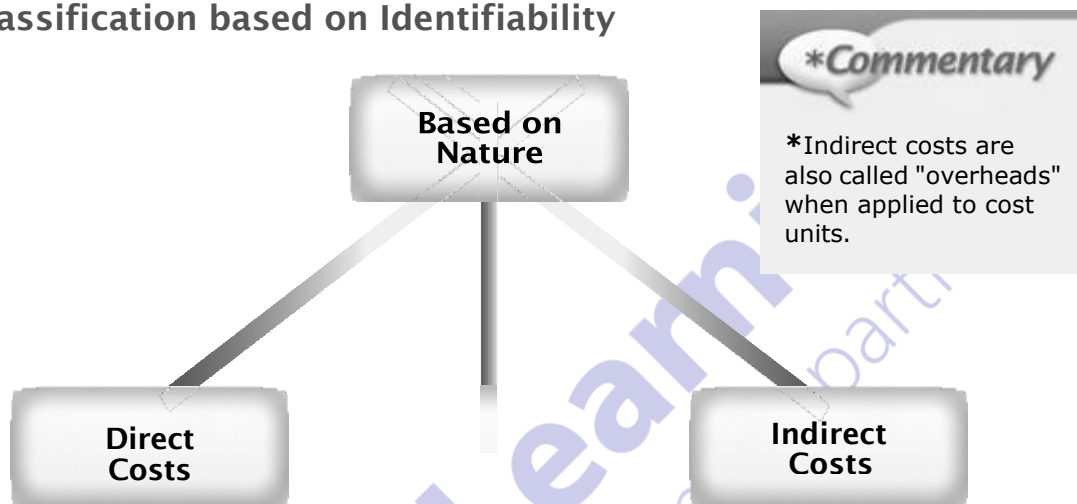 assification based on Identifiability
*Commentary
*Indirect costs are
also called "overheads"
when applied to cost
units.
Based on
Nature
Direct
Costs
Indirect
Costs